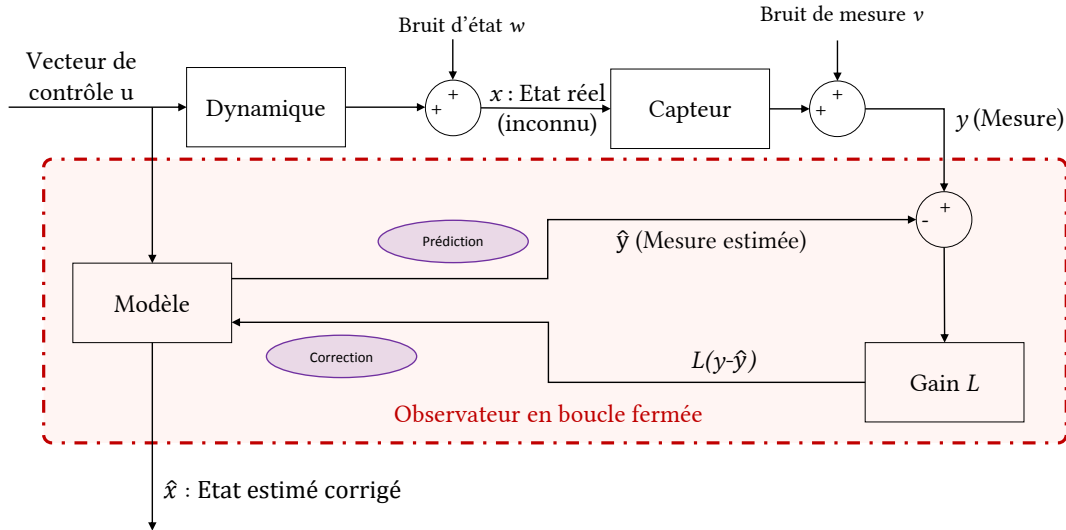 Bruit d'état w
Bruit de mesure v
Vecteur de
contrôle u
Dynamique
+
+
x : Etat réel
(inconnu)
Capteur
+
+
y (Mesure)
Prédiction
-
+
ŷ (Mesure estimée)
Modèle
Correction
L(y-ŷ)
Gain L
Observateur en boucle fermée
x̂ : Etat estimé corrigé